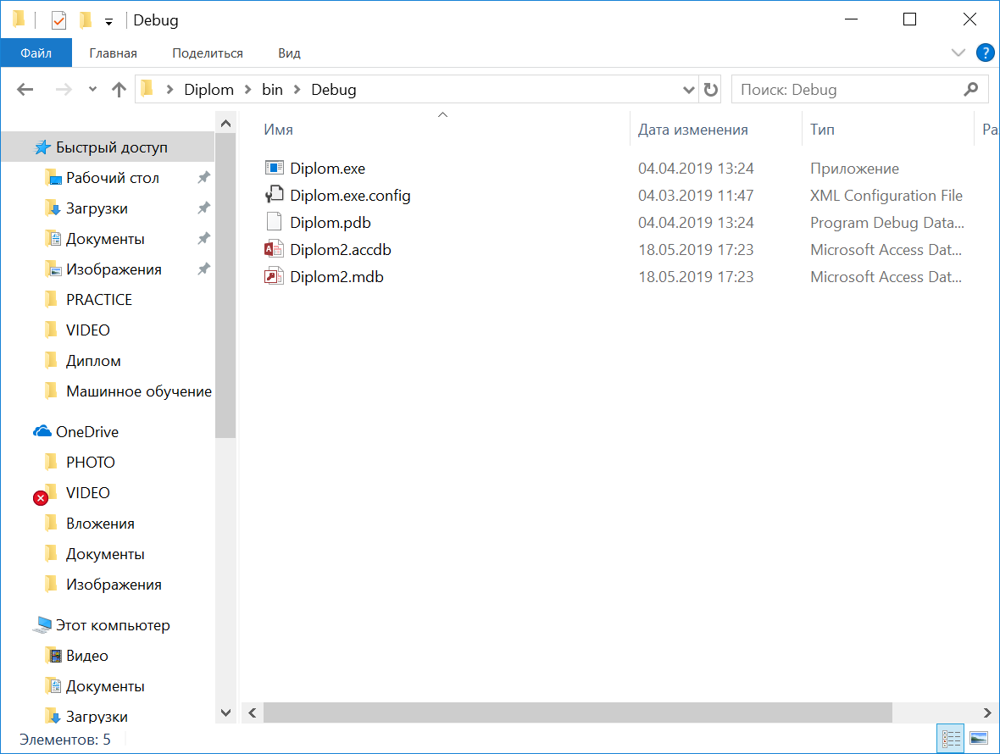 Debug
Файл Главная Поделиться Вид ?
Diplom bin Debug Поиск: Debug
Имя Дата изменения Тип Ра
Быстрый доступ
Рабочий стол
Загрузки
Документы
Изображения
PRACTICE
VIDEO
Диплом
Машинное обучение
OneDrive
PHOTO
VIDEO
Вложения
Документы
Изображения
Этот компьютер
Видео
Документы
Загрузки
Diplom.exe 04.04.2019 13:24 Приложение
Diplom.exe.config 04.03.2019 11:47 XML Configuration File
Diplom.pdb 04.04.2019 13:24 Program Debug Data...
Diplom2.accdb 18.05.2019 17:23 Microsoft Access Dat...
Diplom2.mdb 18.05.2019 17:23 Microsoft Access Dat...
Элементов: 5